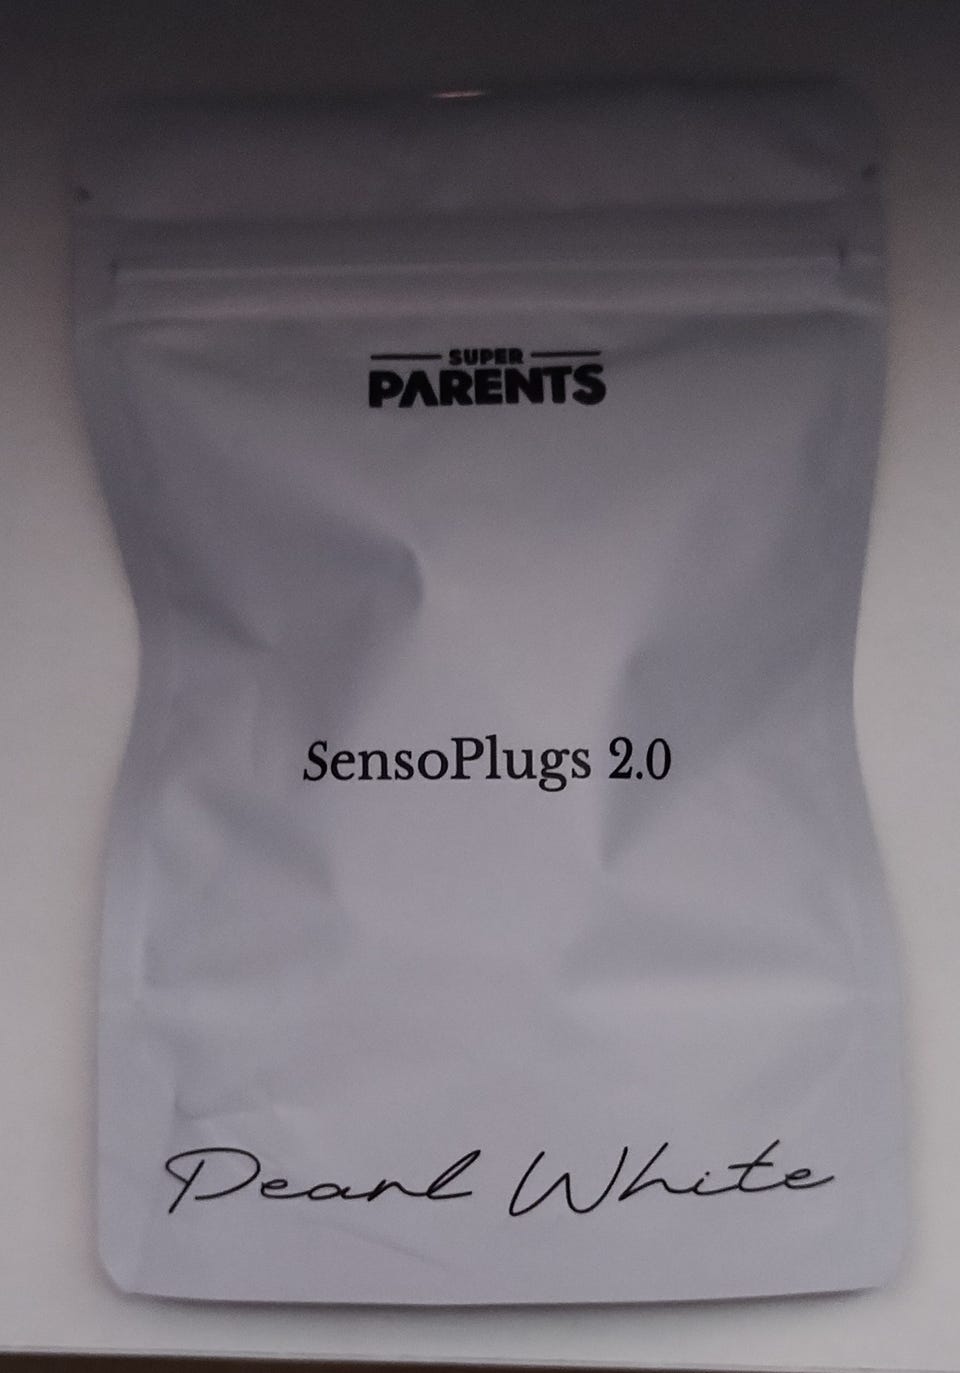 SUPER
PARENTS
SensoPlugs 2.0
Pearl White